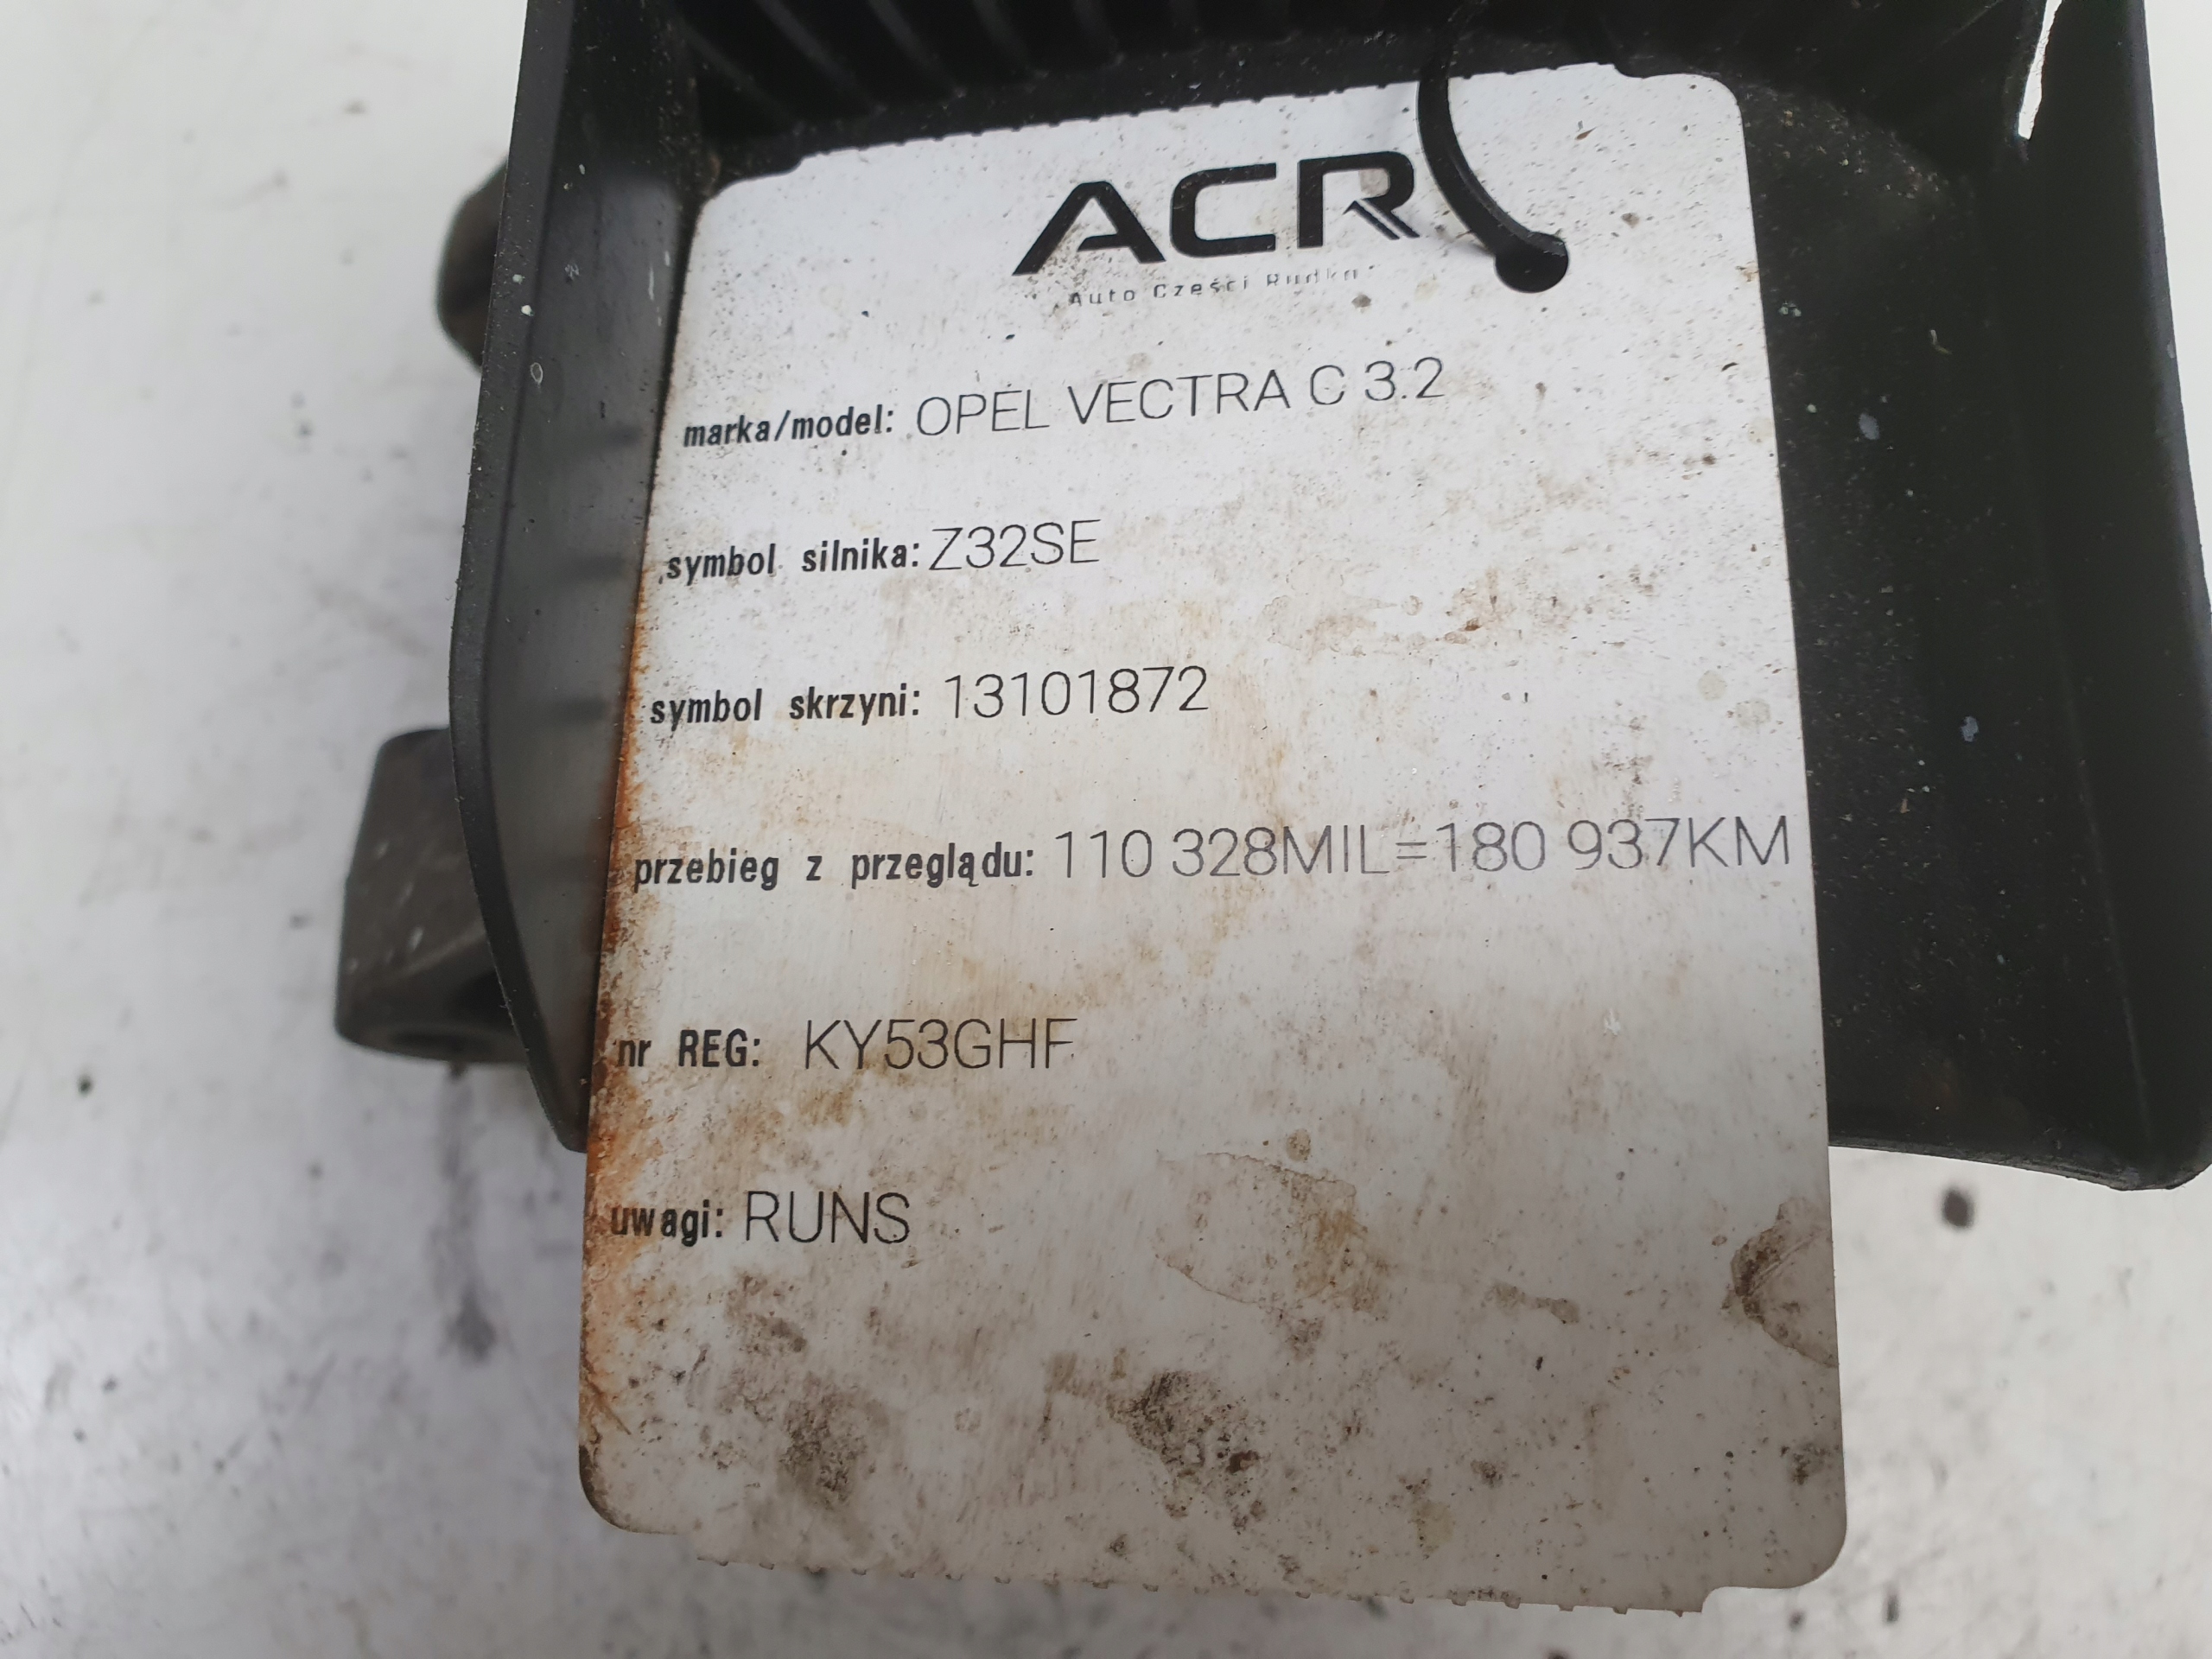 ACR
Auto Części Rudka
marka/model: OPEL VECTRA C 3.2
symbol silnika: Z32SE
symbol skrzyni: 13101872
przebieg z przeglądu: 110 328MIL=180 937KM
nr REG: KY53GHF
uwagi: RUNS